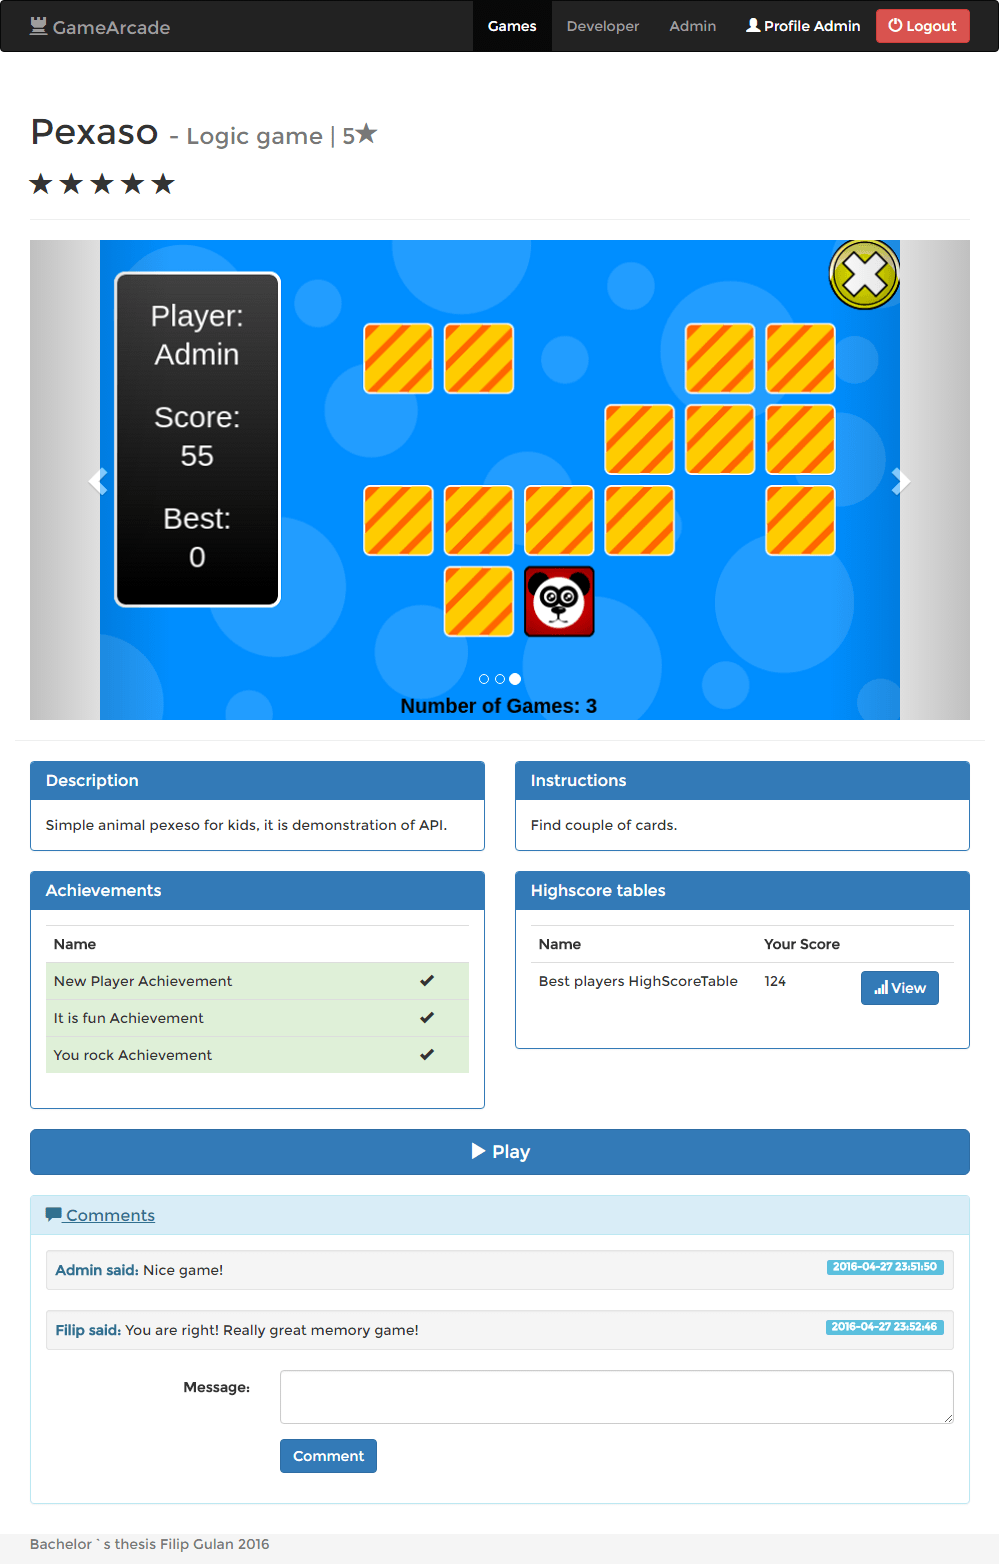 GameArcade Games Developer Admin Profile Admin Logout
Pexaso - Logic game | 5★
★ ★ ★ ★ ★
Player:
Admin
Score:
55
Best:
0
Number of Games: 3
Description
Simple animal pexeso for kids, it is demonstration of API.
Instructions
Find couple of cards.
Achievements
Name
New Player Achievement ✔
It is fun Achievement ✔
You rock Achievement ✔
Highscore tables
Name Your Score
Best players HighScoreTable 124 View
Play
Comments
Admin said: Nice game! 2016-04-27 23:51:50
Filip said: You are right! Really great memory game! 2016-04-27 23:52:46
Message:
Comment
Bachelor `s thesis Filip Gulan 2016